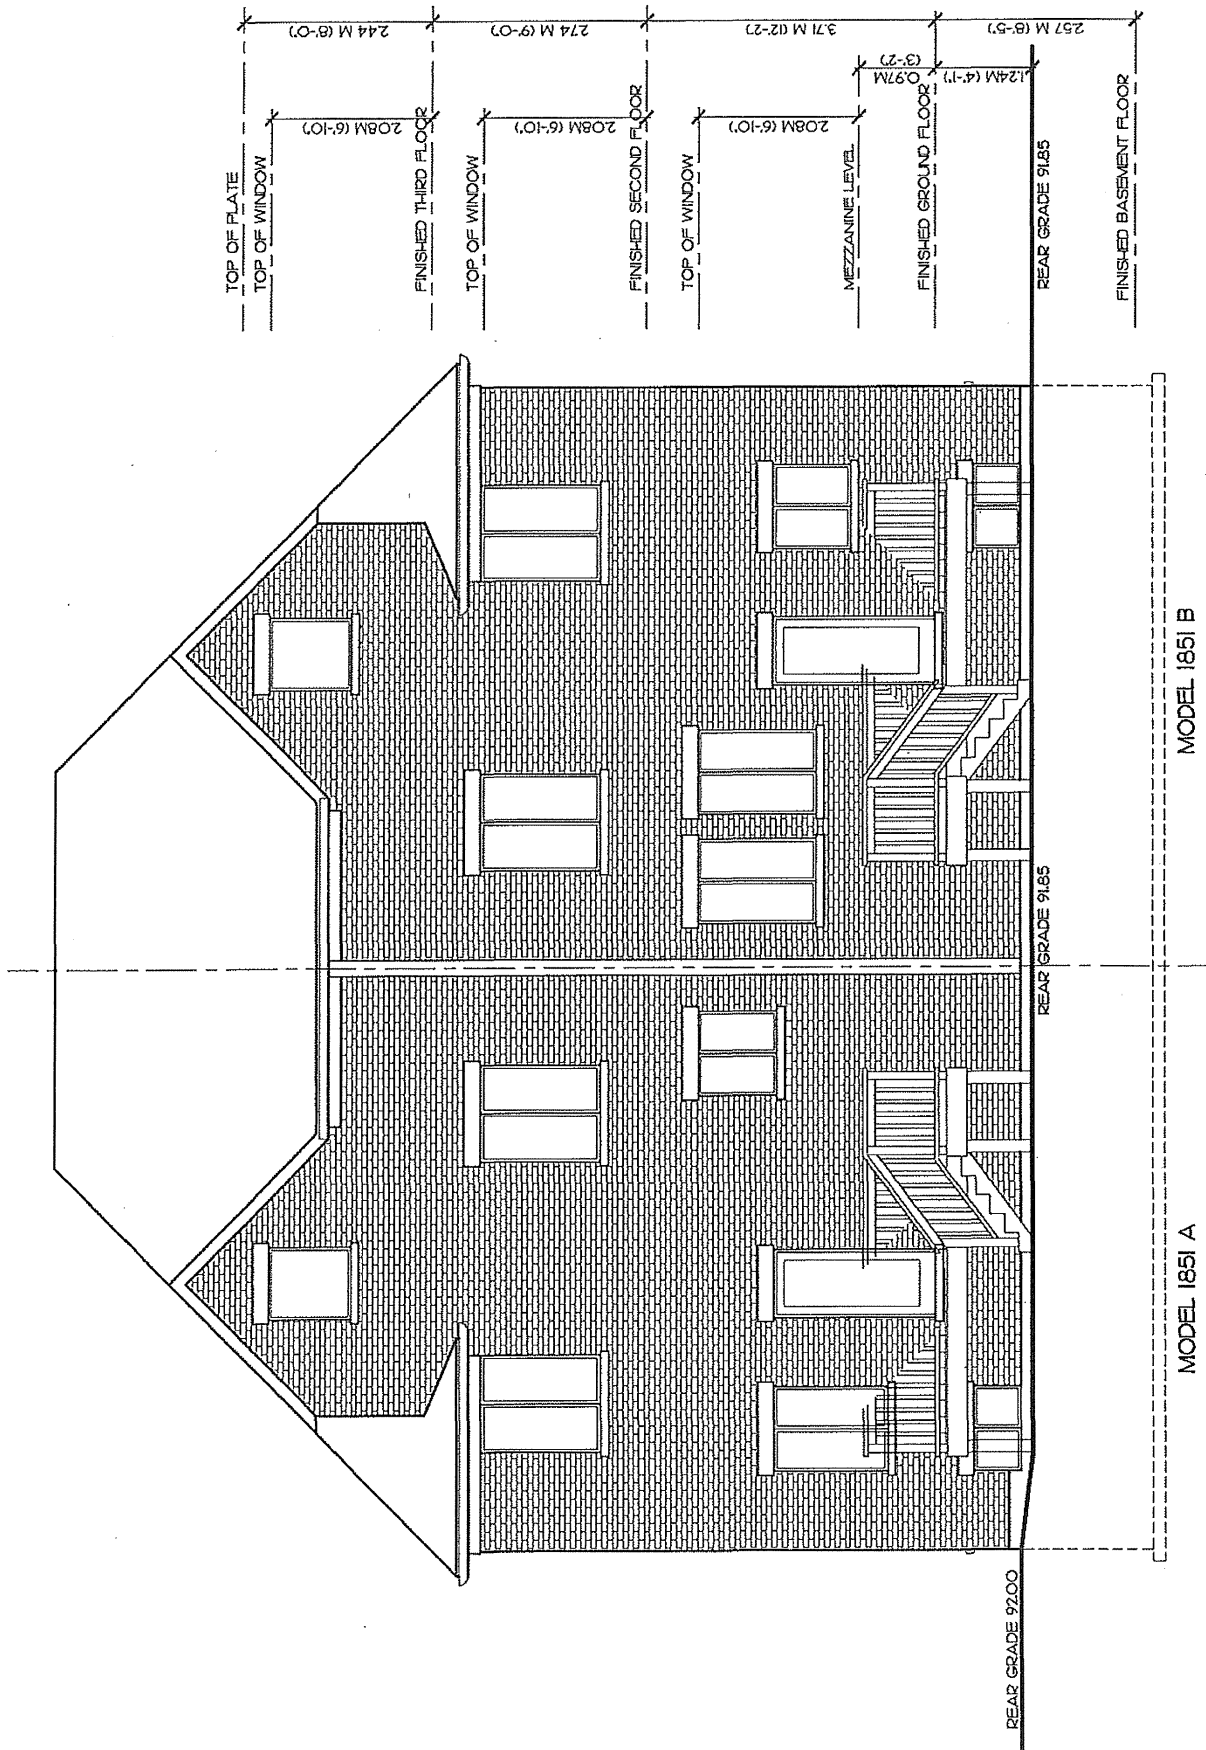 TOP OF PLATE
TOP OF WINDOW
2.44 M (8'-0")
2.08M (6'-10")
FINISHED THIRD FLOOR
TOP OF WINDOW
2.74 M (9'-0")
2.08M (6'-10")
FINISHED SECOND FLOOR
TOP OF WINDOW
3.71 M (12'-2")
2.08M (6'-10")
MEZZANINE LEVEL
0.97M
(3'-2")
FINISHED GROUND FLOOR
1.24M (4'-1")
2.57 M (8'-5")
REAR GRADE 91.85
FINISHED BASEMENT FLOOR
REAR GRADE 92.00
REAR GRADE 91.85
MODEL 1851 A
MODEL 1851 B